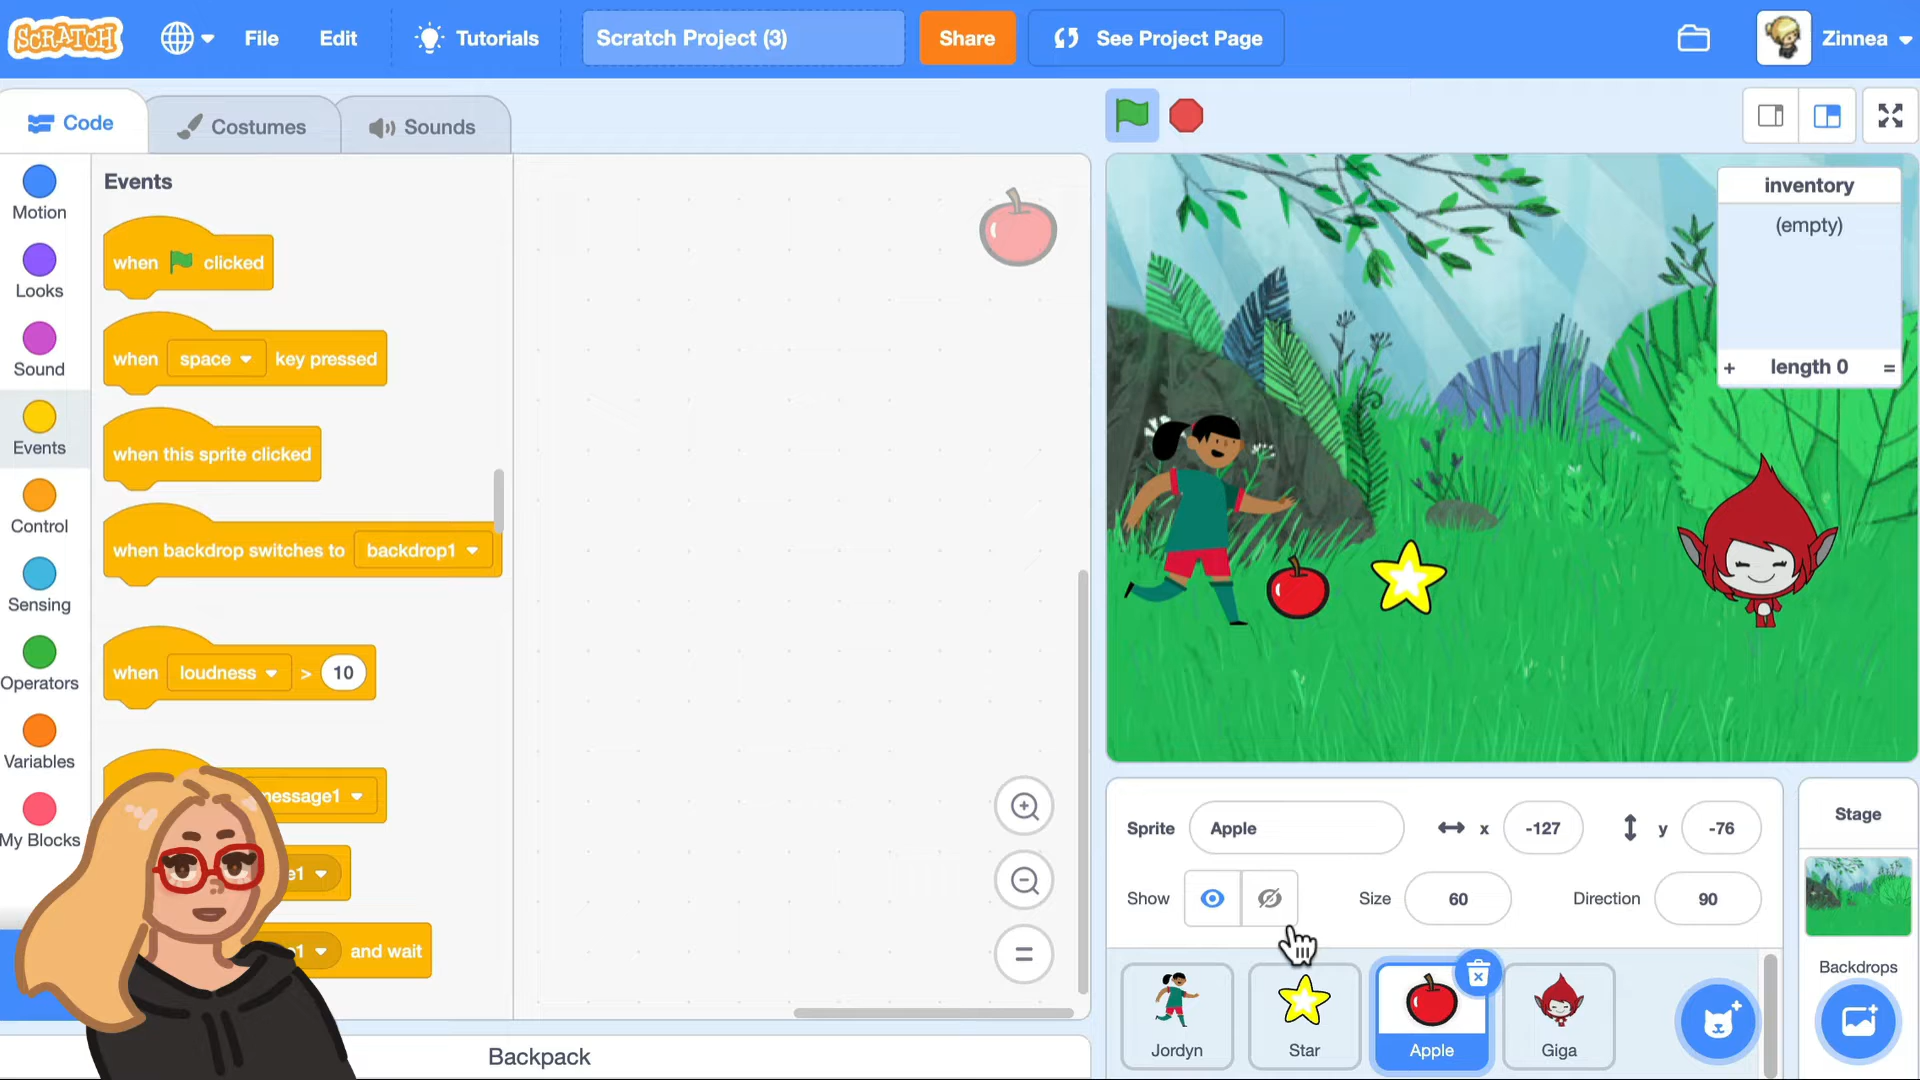 SCRATCH
File
Edit
Tutorials
Scratch Project (3)
Share
See Project Page
Zinnea
Code
Costumes
Sounds
Motion
Looks
Sound
Events
Control
Sensing
Operators
Variables
My Blocks
Events
when clicked
when space key pressed
when this sprite clicked
when backdrop switches to backdrop1
when loudness > 10
message1
e1
1 and wait
Backpack
inventory
(empty)
+ length 0 =
Sprite Apple x -127 y -76
Show Size 60 Direction 90
Jordyn
Star
Apple
Giga
Stage
Backdrops